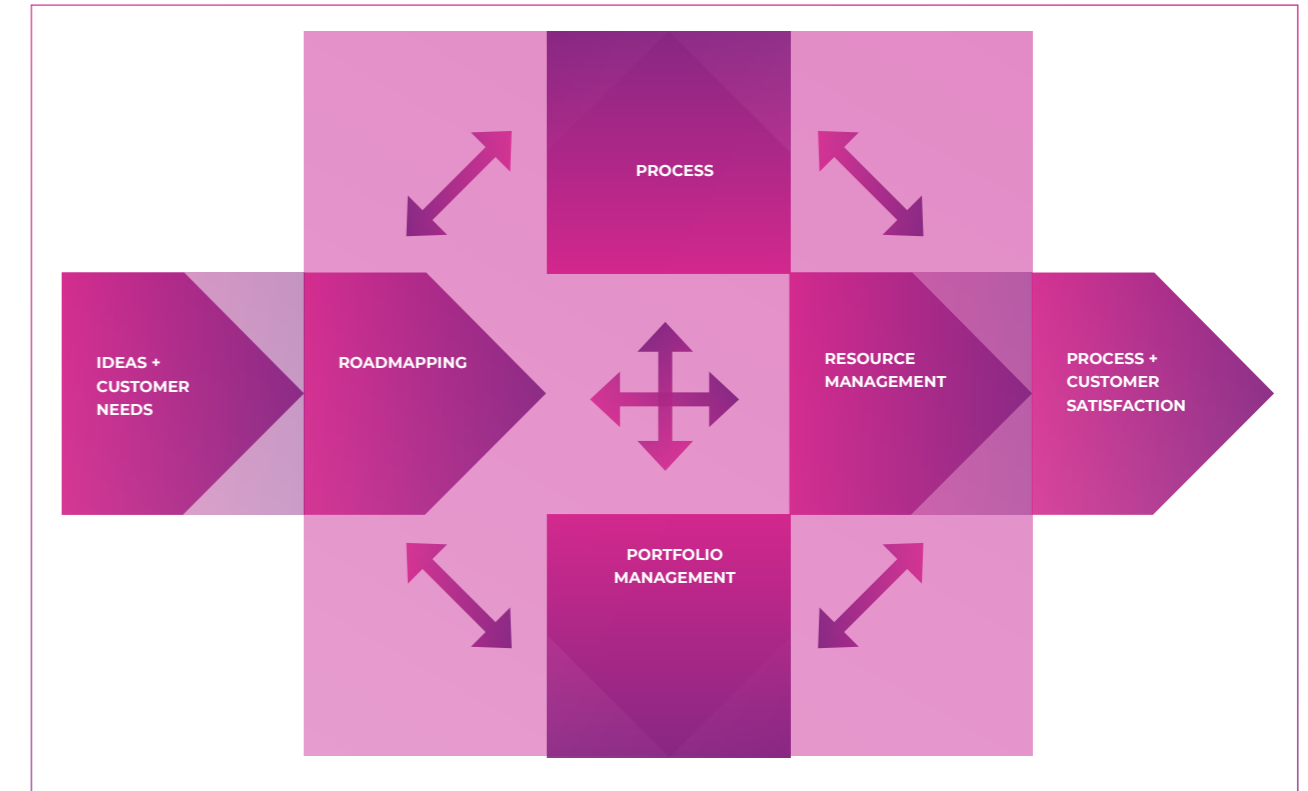 PROCESS
IDEAS +
CUSTOMER
NEEDS
ROADMAPPING
RESOURCE
MANAGEMENT
PROCESS +
CUSTOMER
SATISFACTION
PORTFOLIO
MANAGEMENT